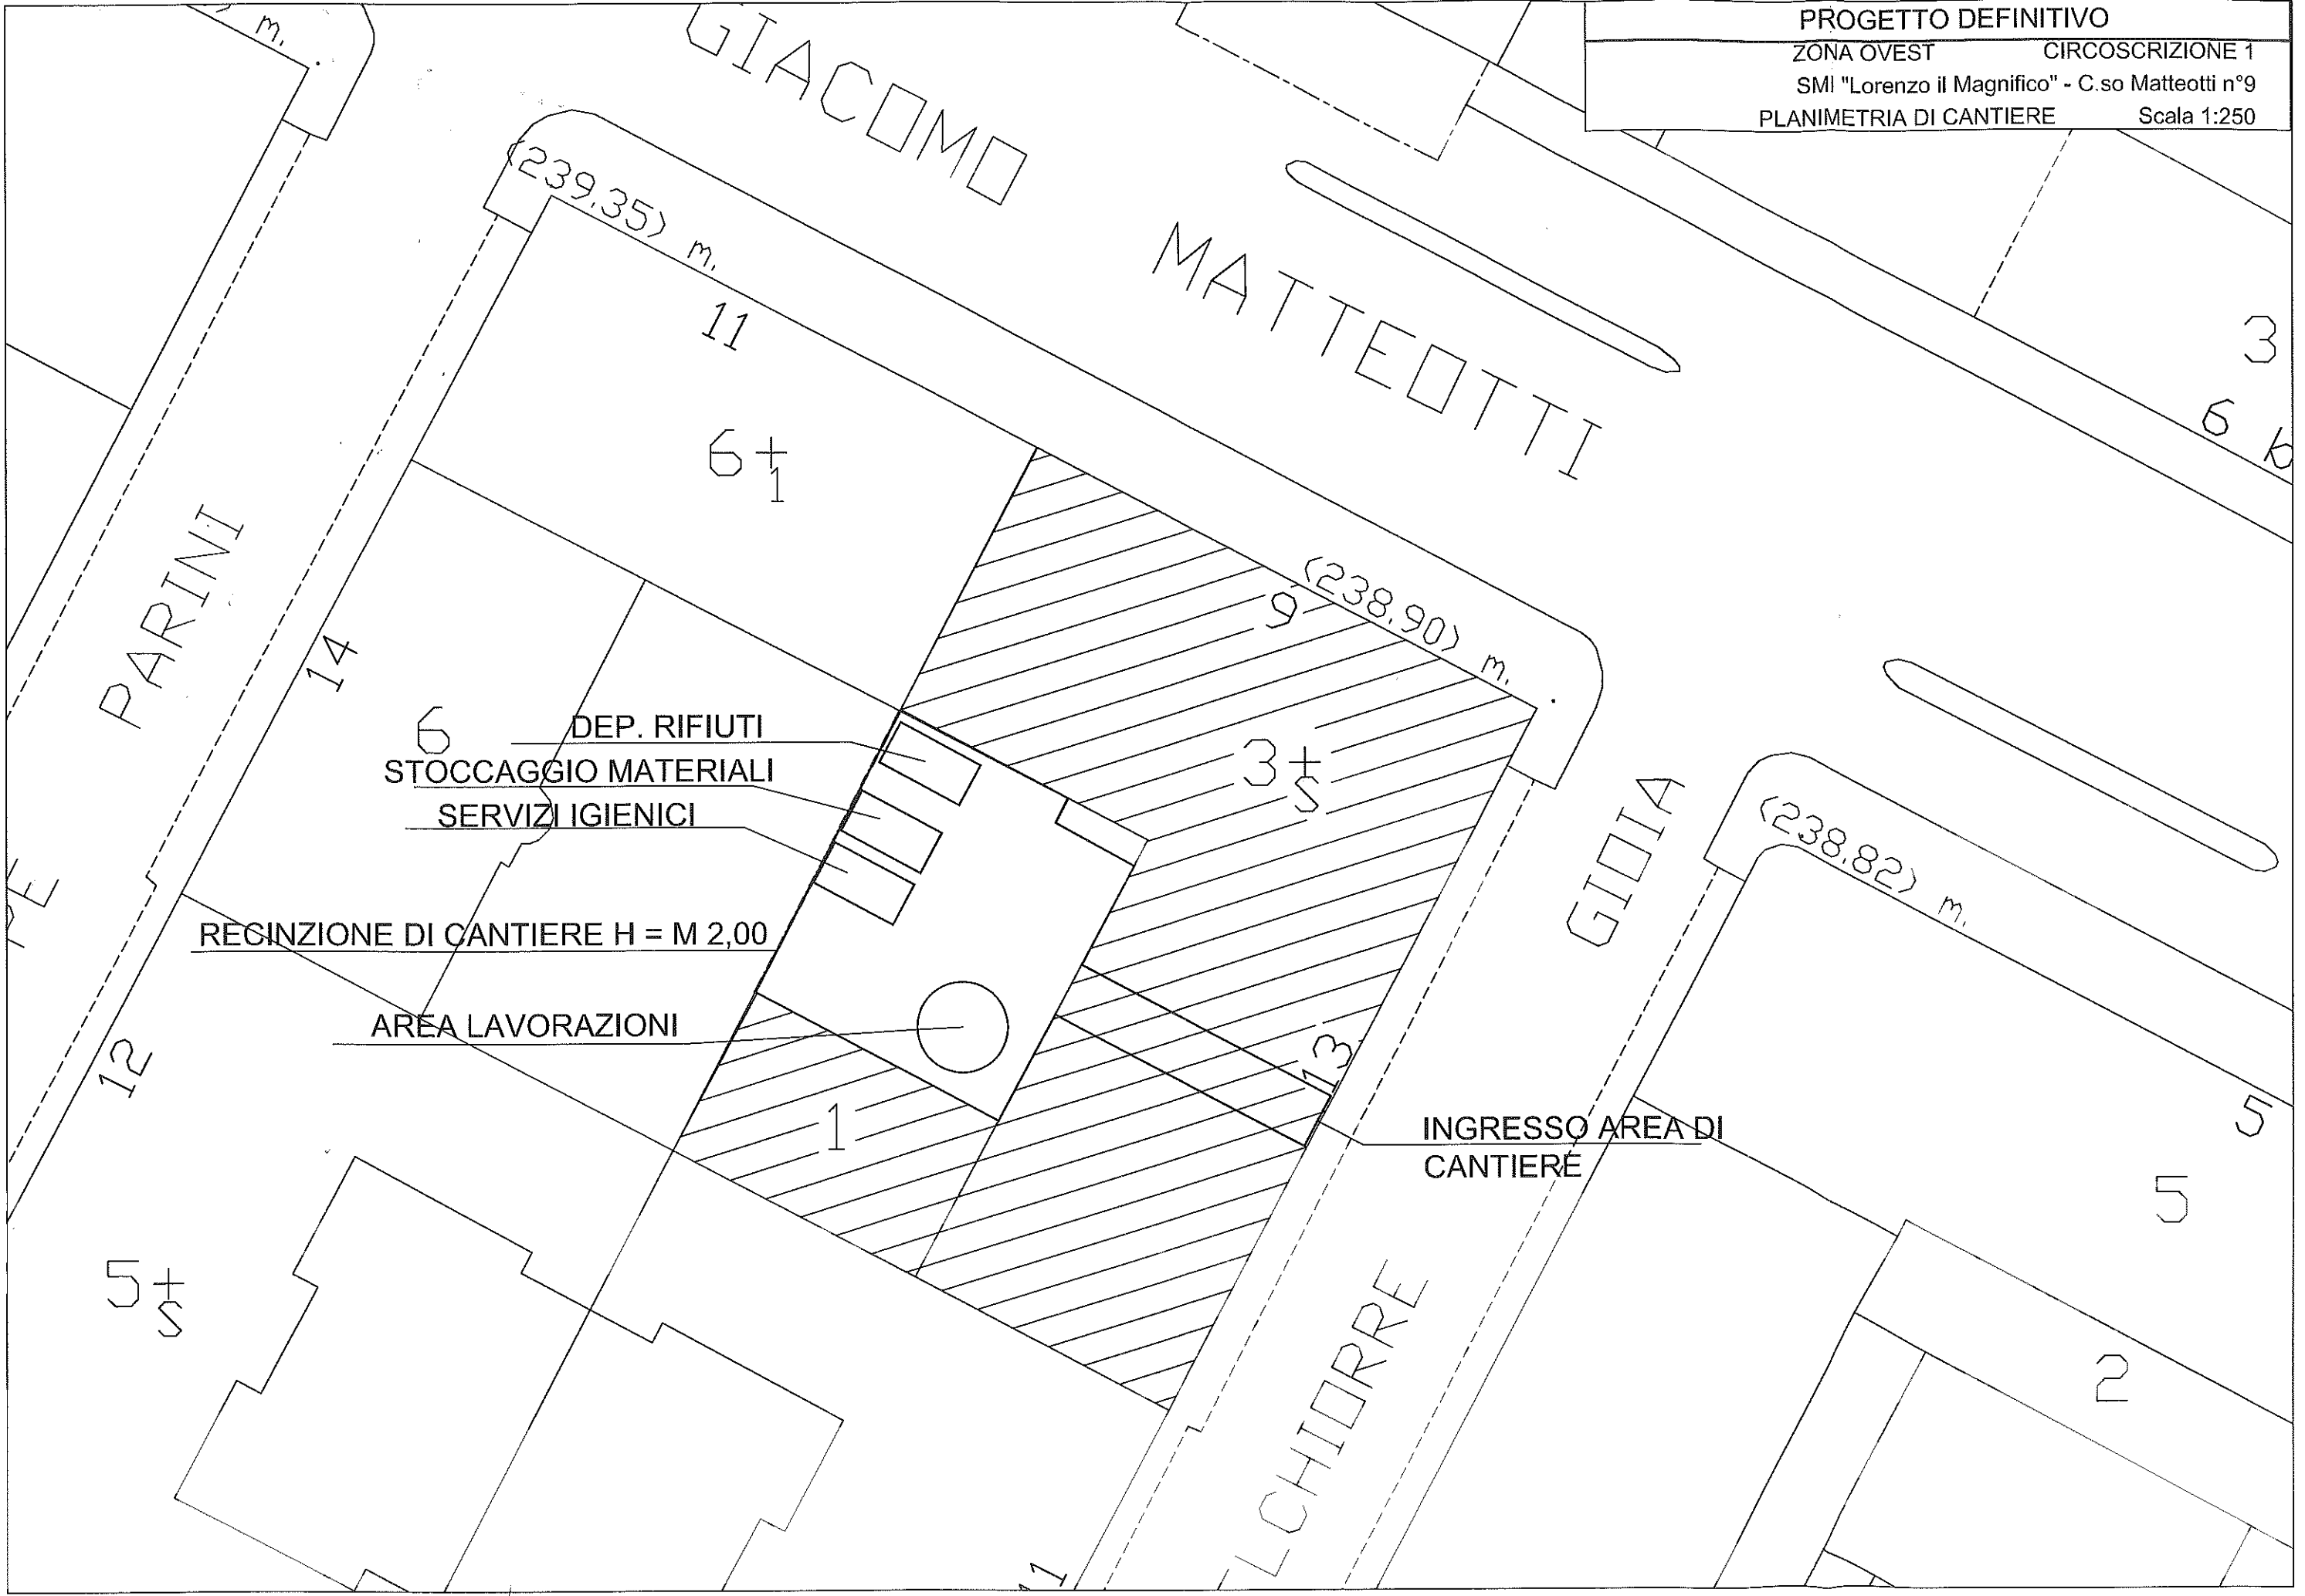 PROGETTO DEFINITIVO
ZONA OVEST CIRCOSCRIZIONE 1
SMI "Lorenzo il Magnifico" - C.so Matteotti n°9
PLANIMETRIA DI CANTIERE Scala 1:250
m.
GIACOMO
MATTEOTTI
(239.35) m.
11
6+
1
3
6 b
PARINI
14
(238.90) m.
9
6
DEP. RIFIUTI
STOCCAGGIO MATERIALI
SERVIZI IGIENICI
3+
S
GIOIA
(238.82) m.
RECINZIONE DI CANTIERE H = M 2,00
AREA LAVORAZIONI
12
13
1
INGRESSO AREA DI
CANTIERE
5
5
5+
S
2
LCHIORRE